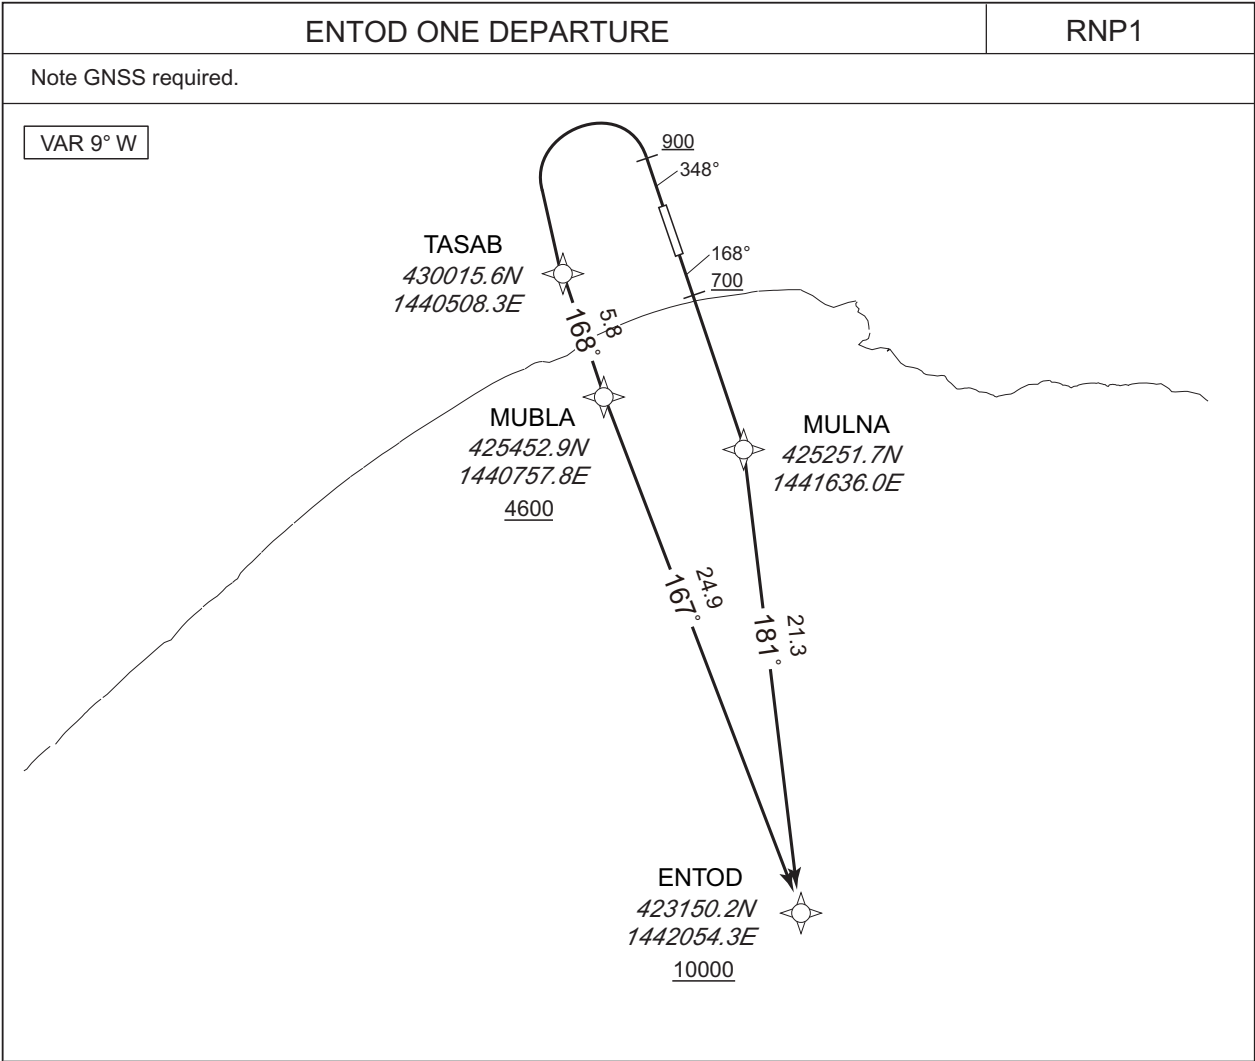 ENTOD ONE DEPARTURE
RNP1
Note GNSS required.
VAR 9° W
900
348°
168°
700
TASAB
430015.6N
1440508.3E
5.8
168°
MUBLA
425452.9N
1440757.8E
4600
MULNA
425251.7N
1441636.0E
24.9
167°
21.3
181°
ENTOD
423150.2N
1442054.3E
10000